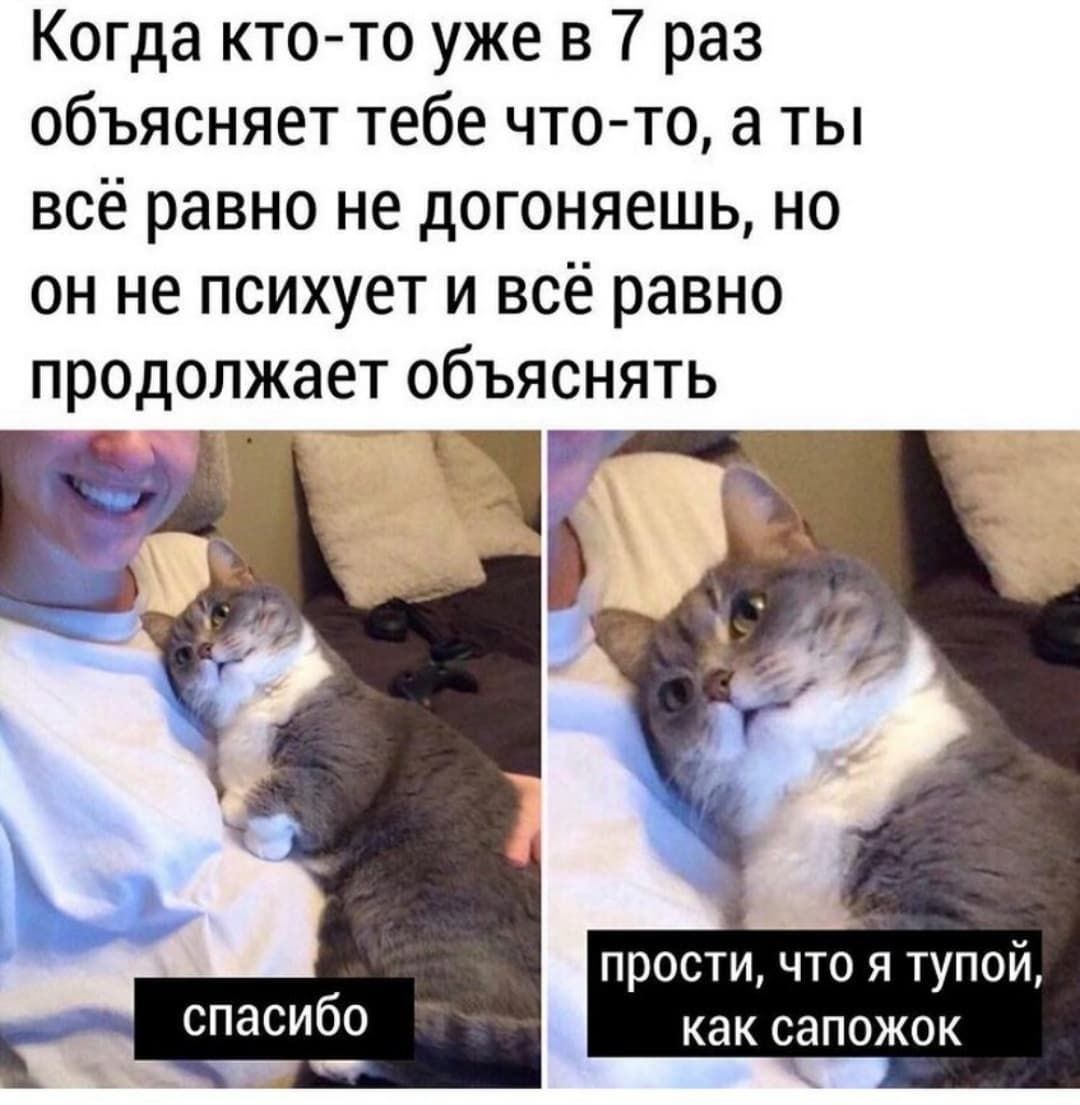 Когда кто-то уже в 7 раз
объясняет тебе что-то, а ты
всё равно не догоняешь, но
он не психует и всё равно
продолжает объяснять
спасибо
прости, что я тупой,
как сапожок